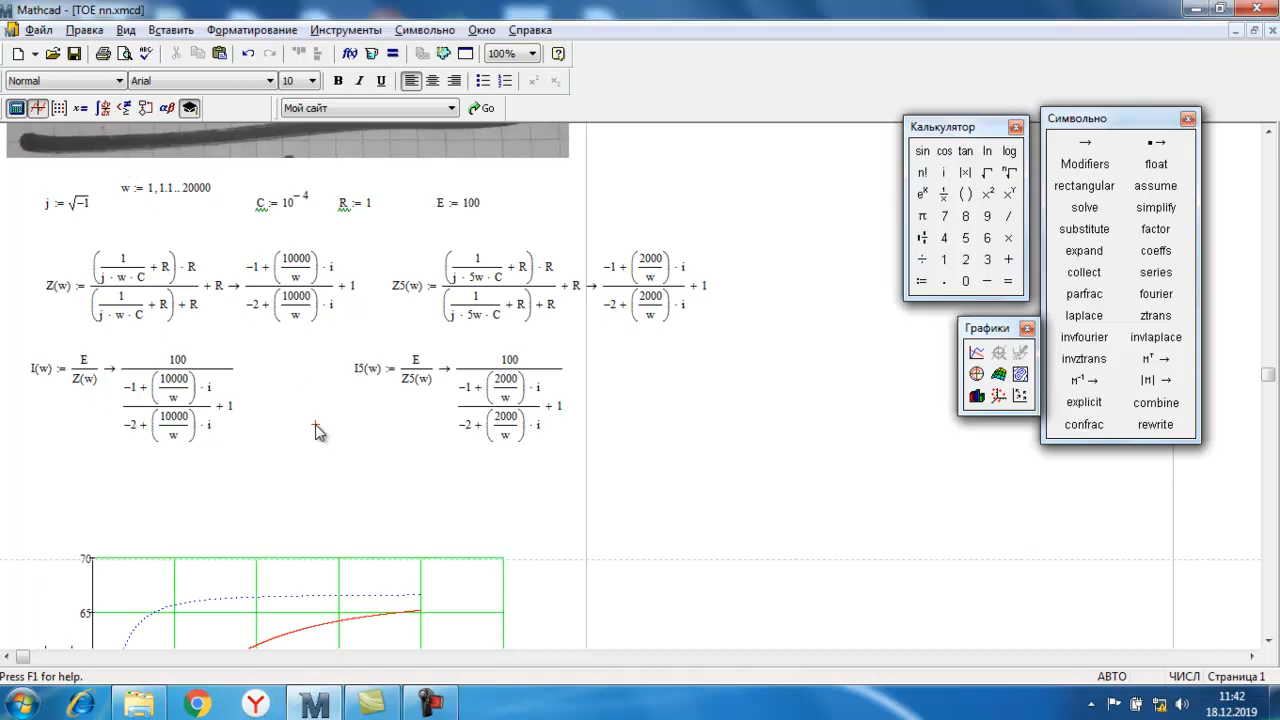 Mathcad - [TOE nn.xmcd]
Файл Правка Вид Вставить Форматирование Инструменты Символьно Окно Справка
100%
Normal Arial 10 B I U
Мой сайт Go
Калькулятор
sin cos tan ln log
n! i |×| √ ⁿ√
eˣ 1/x ( ) ×² ×ʸ
π 7 8 9 /
4 5 6 ×
÷ 1 2 3 +
:= . 0 − =
Символьно
→ ▪→
Modifiers float
rectangular assume
solve simplify
substitute factor
expand coeffs
collect series
parfrac fourier
laplace ztrans
invfourier invlaplace
invztrans Mᵀ →
M⁻¹ → |M| →
explicit combine
confrac rewrite
Графики
w := 1, 1.1 .. 20000
j := √−1 C := 10^−4 R := 1 E := 100
Z(w) := ((1/(j · w · C) + R) · R)/((1/(j · w · C) + R) + R) + R → (−1 + (10000/w) · i)/(−2 + (10000/w) · i) + 1
Z5(w) := ((1/(j · 5w · C) + R) · R)/((1/(j · 5w · C) + R) + R) + R → (−1 + (2000/w) · i)/(−2 + (2000/w) · i) + 1
I(w) := E/Z(w) → 100/((−1 + (10000/w) · i)/(−2 + (10000/w) · i) + 1)
I5(w) := E/Z5(w) → 100/((−1 + (2000/w) · i)/(−2 + (2000/w) · i) + 1)
70
65
Press F1 for help. АВТО ЧИСЛ Страница 1
11:42
18.12.2019